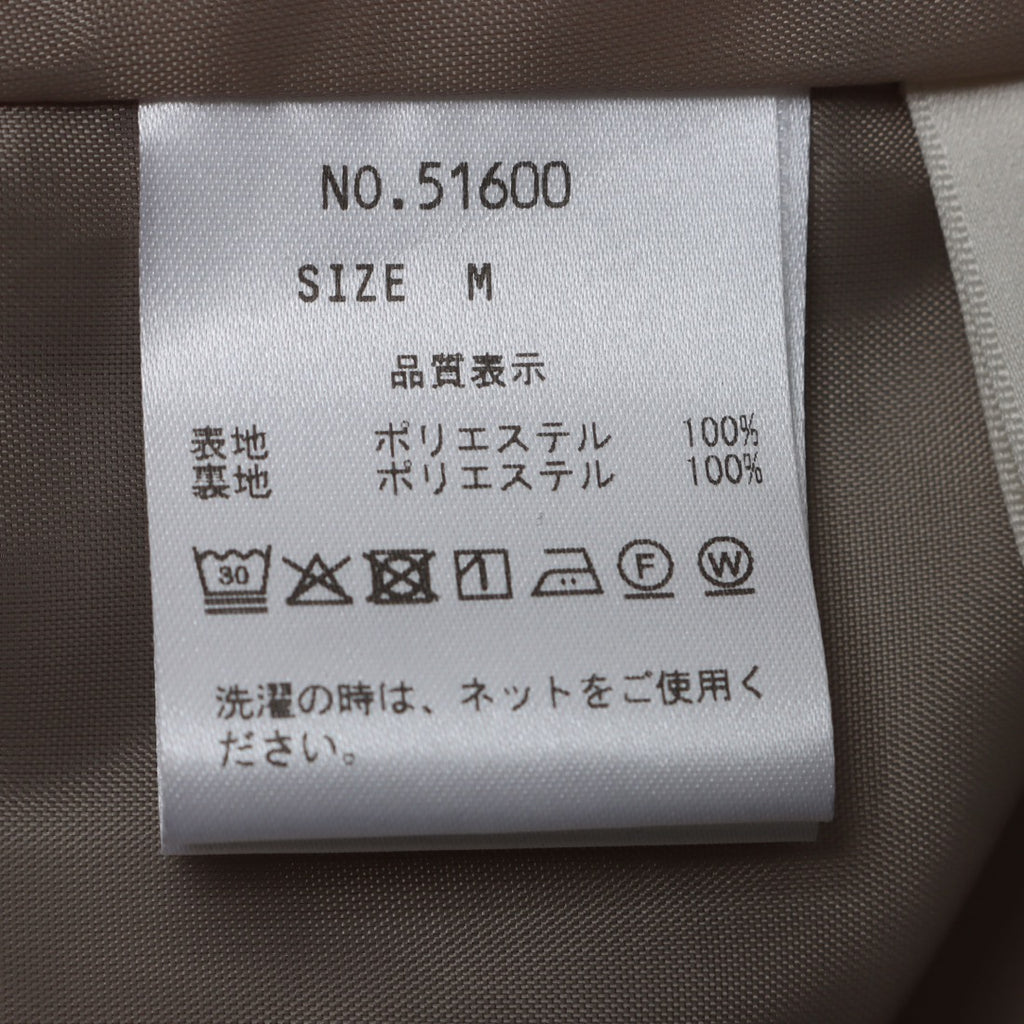 NO.51600
SIZE M
品質表示
表地 ポリエステル 100%
裏地 ポリエステル 100%
30 F W
洗濯の時は、ネットをご使用く
ださい。